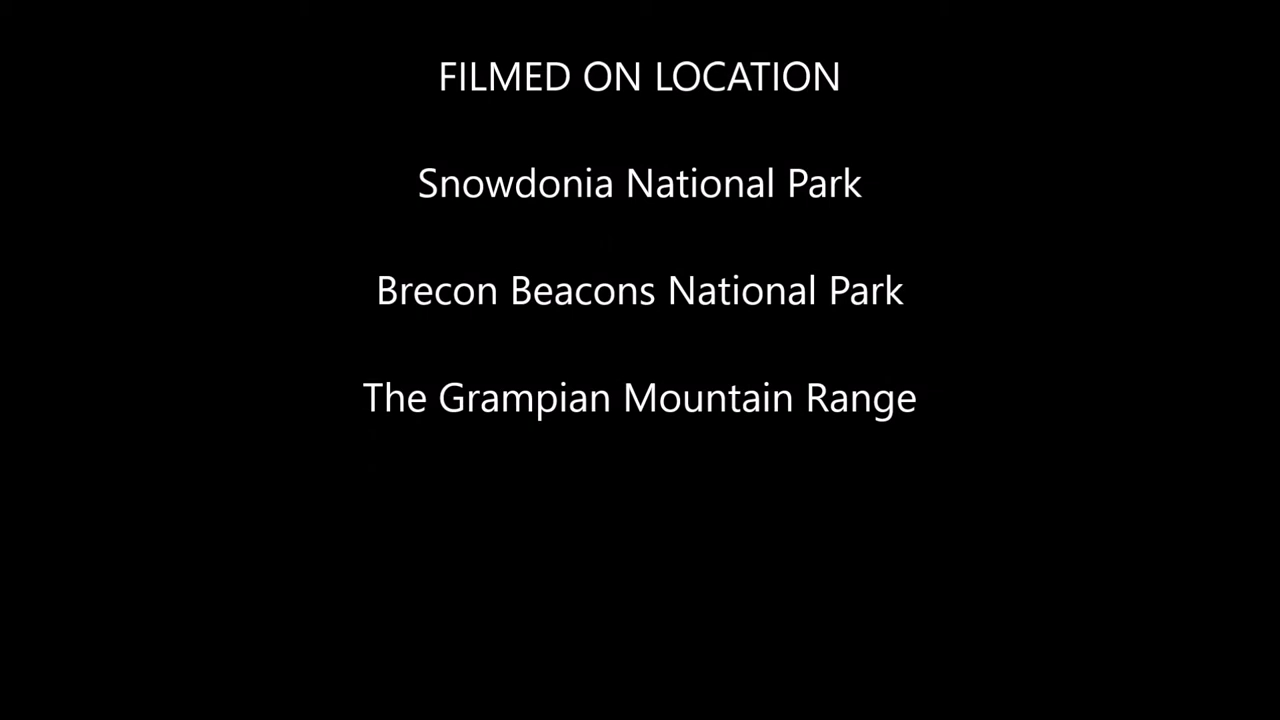 FILMED ON LOCATION
Snowdonia National Park
Brecon Beacons National Park
The Grampian Mountain Range